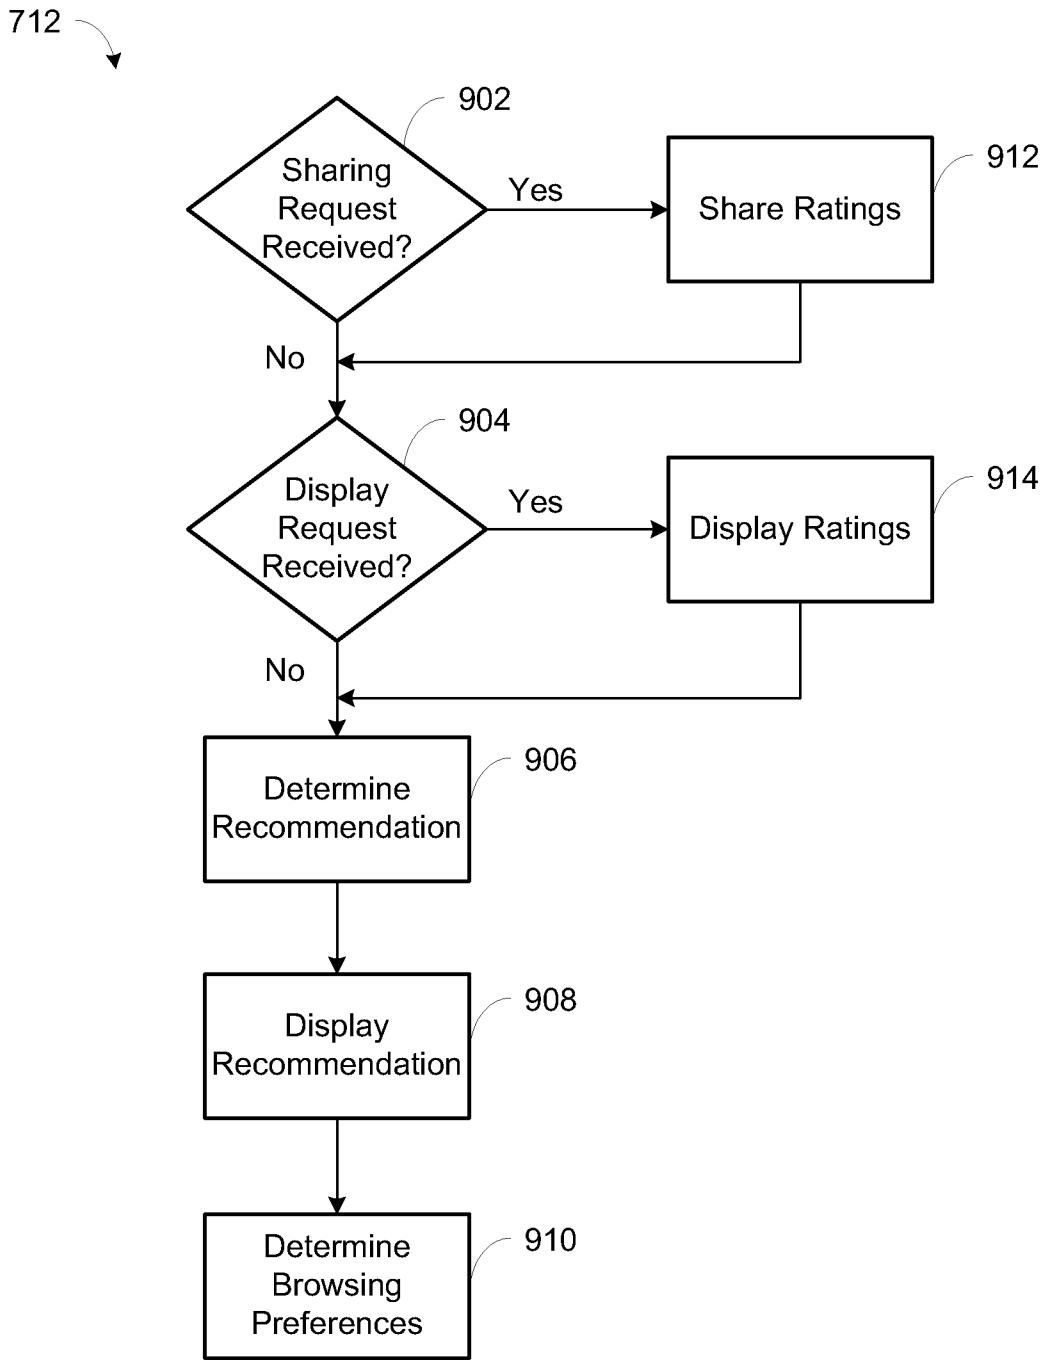 712
902
Sharing
Request
Received?
Yes
Share Ratings
912
No
904
Display
Request
Received?
Yes
Display Ratings
914
No
906
Determine
Recommendation
908
Display
Recommendation
910
Determine
Browsing
Preferences